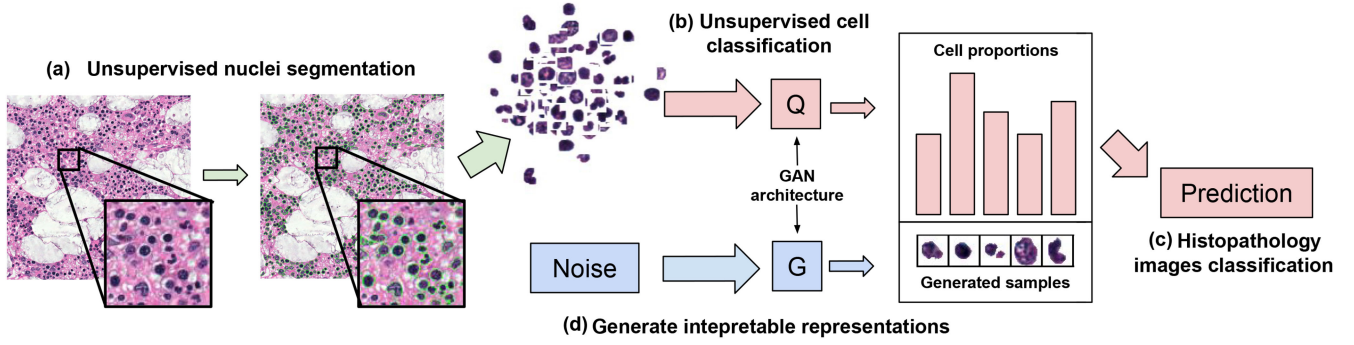 (a) Unsupervised nuclei segmentation
(b) Unsupervised cell
classification
Q
GAN
architecture
Noise
G
(d) Generate intepretable representations
Cell proportions
Generated samples
Prediction
(c) Histopathology
images classification